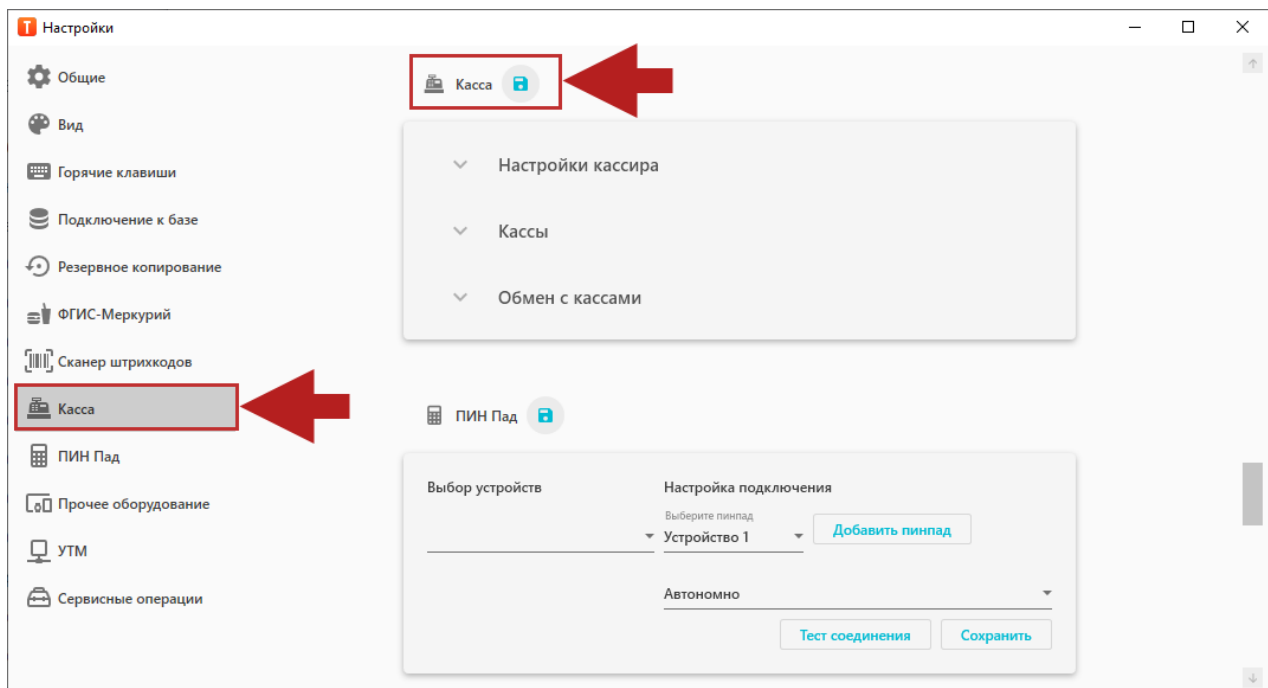 Настройки
Общие
Вид
Горячие клавиши
Подключение к базе
Резервное копирование
ФГИС-Меркурий
Сканер штрихкодов
Касса
ПИН Пад
Прочее оборудование
УТМ
Сервисные операции
Касса
Настройки кассира
Кассы
Обмен с кассами
ПИН Пад
Выбор устройств
Настройка подключения
Выберите пинпад
Устройство 1
Добавить пинпад
Автономно
Тест соединения
Сохранить